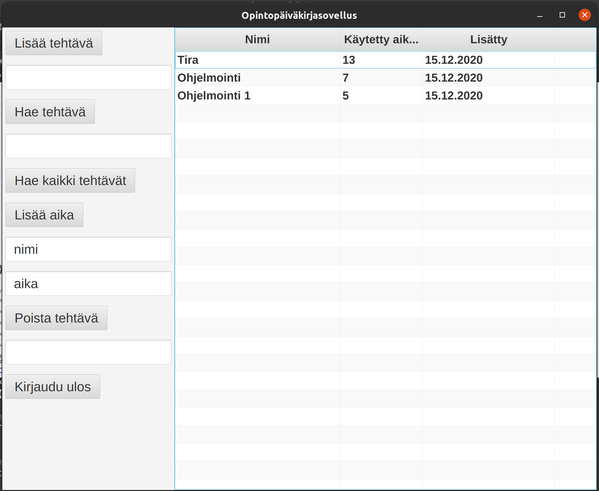 Opintopäiväkirjasovellus
Lisää tehtävä
Hae tehtävä
Hae kaikki tehtävät
Lisää aika
nimi
aika
Poista tehtävä
Kirjaudu ulos
Nimi Käytetty aik... Lisätty
Tira 13 15.12.2020
Ohjelmointi 7 15.12.2020
Ohjelmointi 1 5 15.12.2020